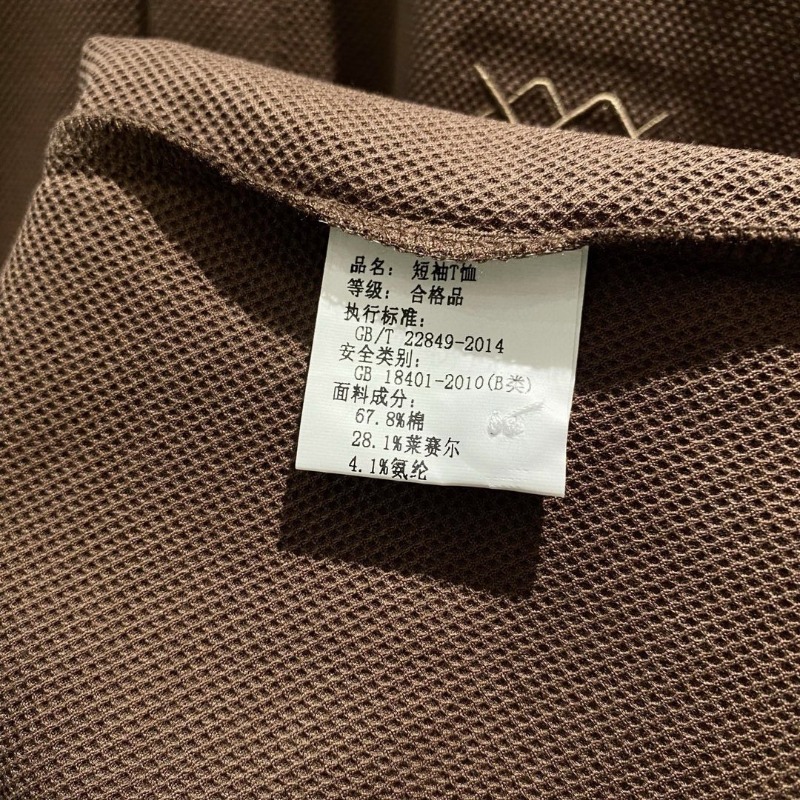 品名: 短袖T恤
等级: 合格品
执行标准:
GB/T 22849-2014
安全类别:
GB 18401-2010(B类)
面料成分:
67.8%棉
28.1%莱赛尔
4.1%氨纶